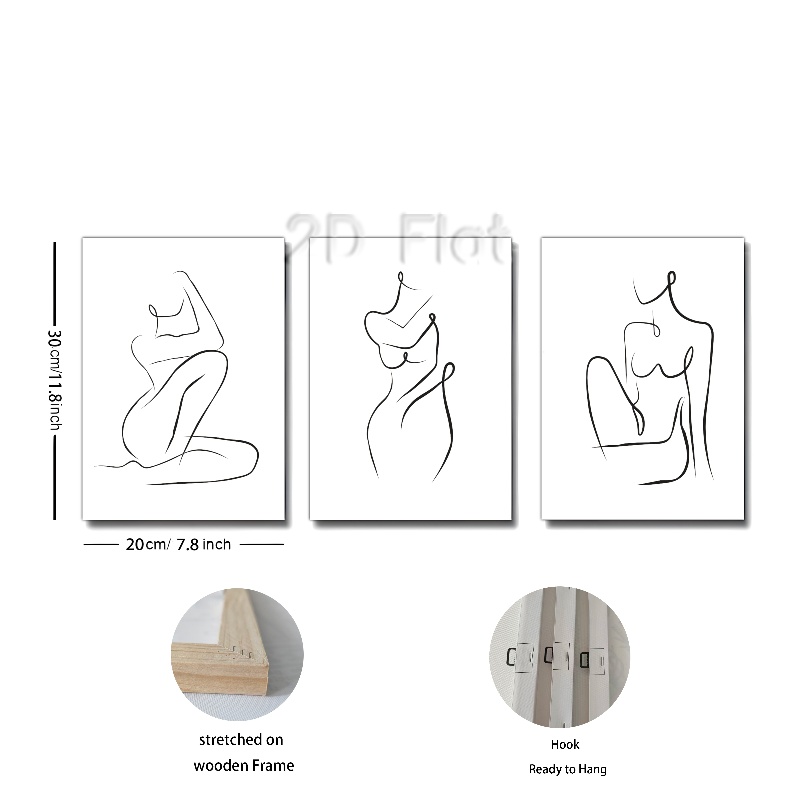 2D Flat
30cm/11.8inch
20cm/ 7.8 inch
stretched on
wooden Frame
Hook
Ready to Hang